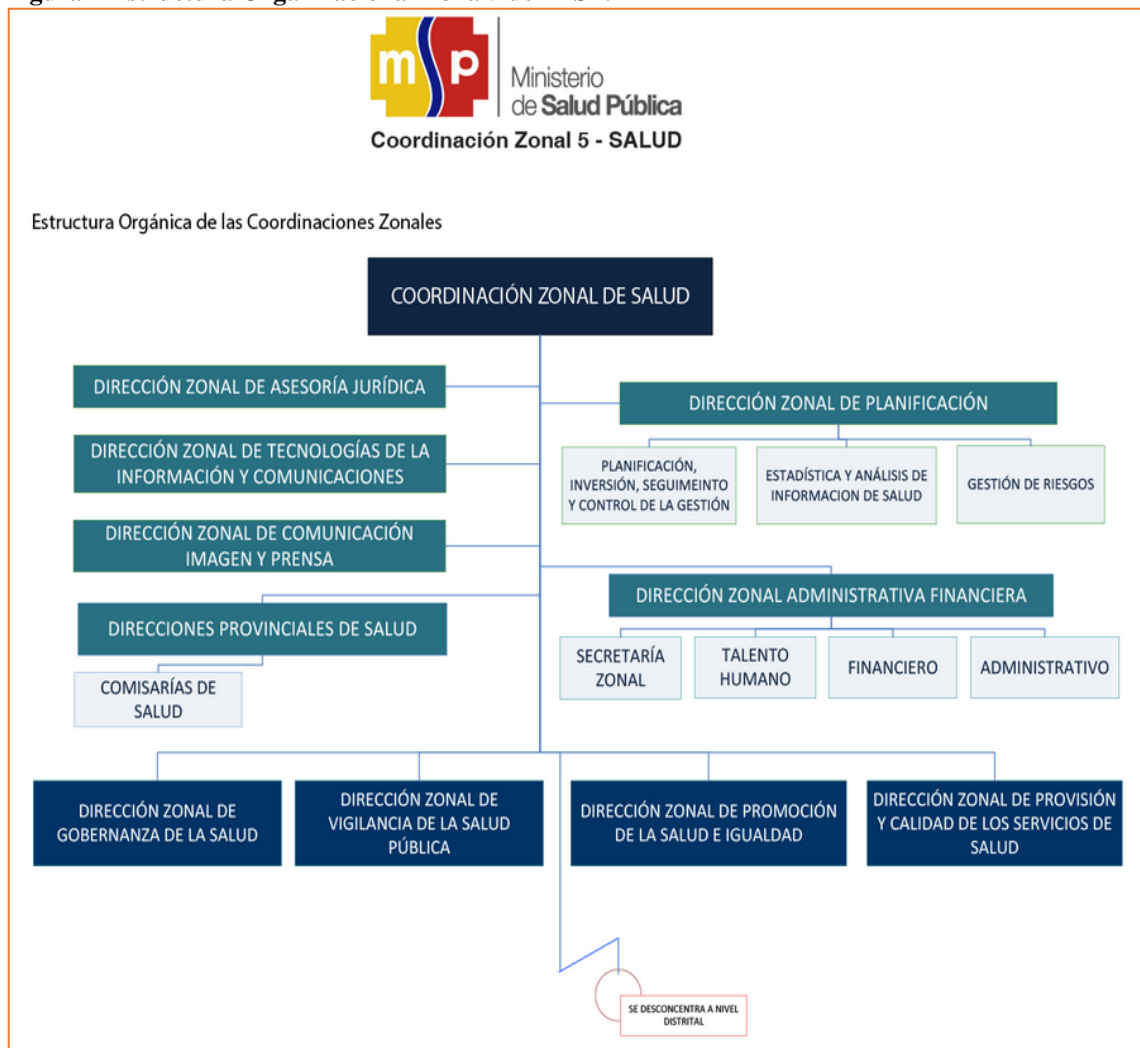 msp
Ministerio
de Salud Pública
Coordinación Zonal 5 - SALUD
Estructura Orgánica de las Coordinaciones Zonales
COORDINACIÓN ZONAL DE SALUD
DIRECCIÓN ZONAL DE ASESORÍA JURÍDICA
DIRECCIÓN ZONAL DE PLANIFICACIÓN
DIRECCIÓN ZONAL DE TECNOLOGÍAS DE LA
INFORMACIÓN Y COMUNICACIONES
PLANIFICACIÓN,
INVERSIÓN, SEGUIMEINTO
Y CONTROL DE LA GESTIÓN
ESTADÍSTICA Y ANÁLISIS DE
INFORMACION DE SALUD
GESTIÓN DE RIESGOS
DIRECCIÓN ZONAL DE COMUNICACIÓN
IMAGEN Y PRENSA
DIRECCIÓN ZONAL ADMINISTRATIVA FINANCIERA
DIRECCIONES PROVINCIALES DE SALUD
SECRETARÍA
ZONAL
TALENTO
HUMANO
FINANCIERO
ADMINISTRATIVO
COMISARÍAS DE
SALUD
DIRECCIÓN ZONAL DE
GOBERNANZA DE LA SALUD
DIRECCIÓN ZONAL DE
VIGILANCIA DE LA SALUD
PÚBLICA
DIRECCIÓN ZONAL DE PROMOCIÓN
DE LA SALUD E IGUALDAD
DIRECCIÓN ZONAL DE PROVISIÓN
Y CALIDAD DE LOS SERVICIOS DE
SALUD
SE DESCONCENTRA A NIVEL
DISTRITAL